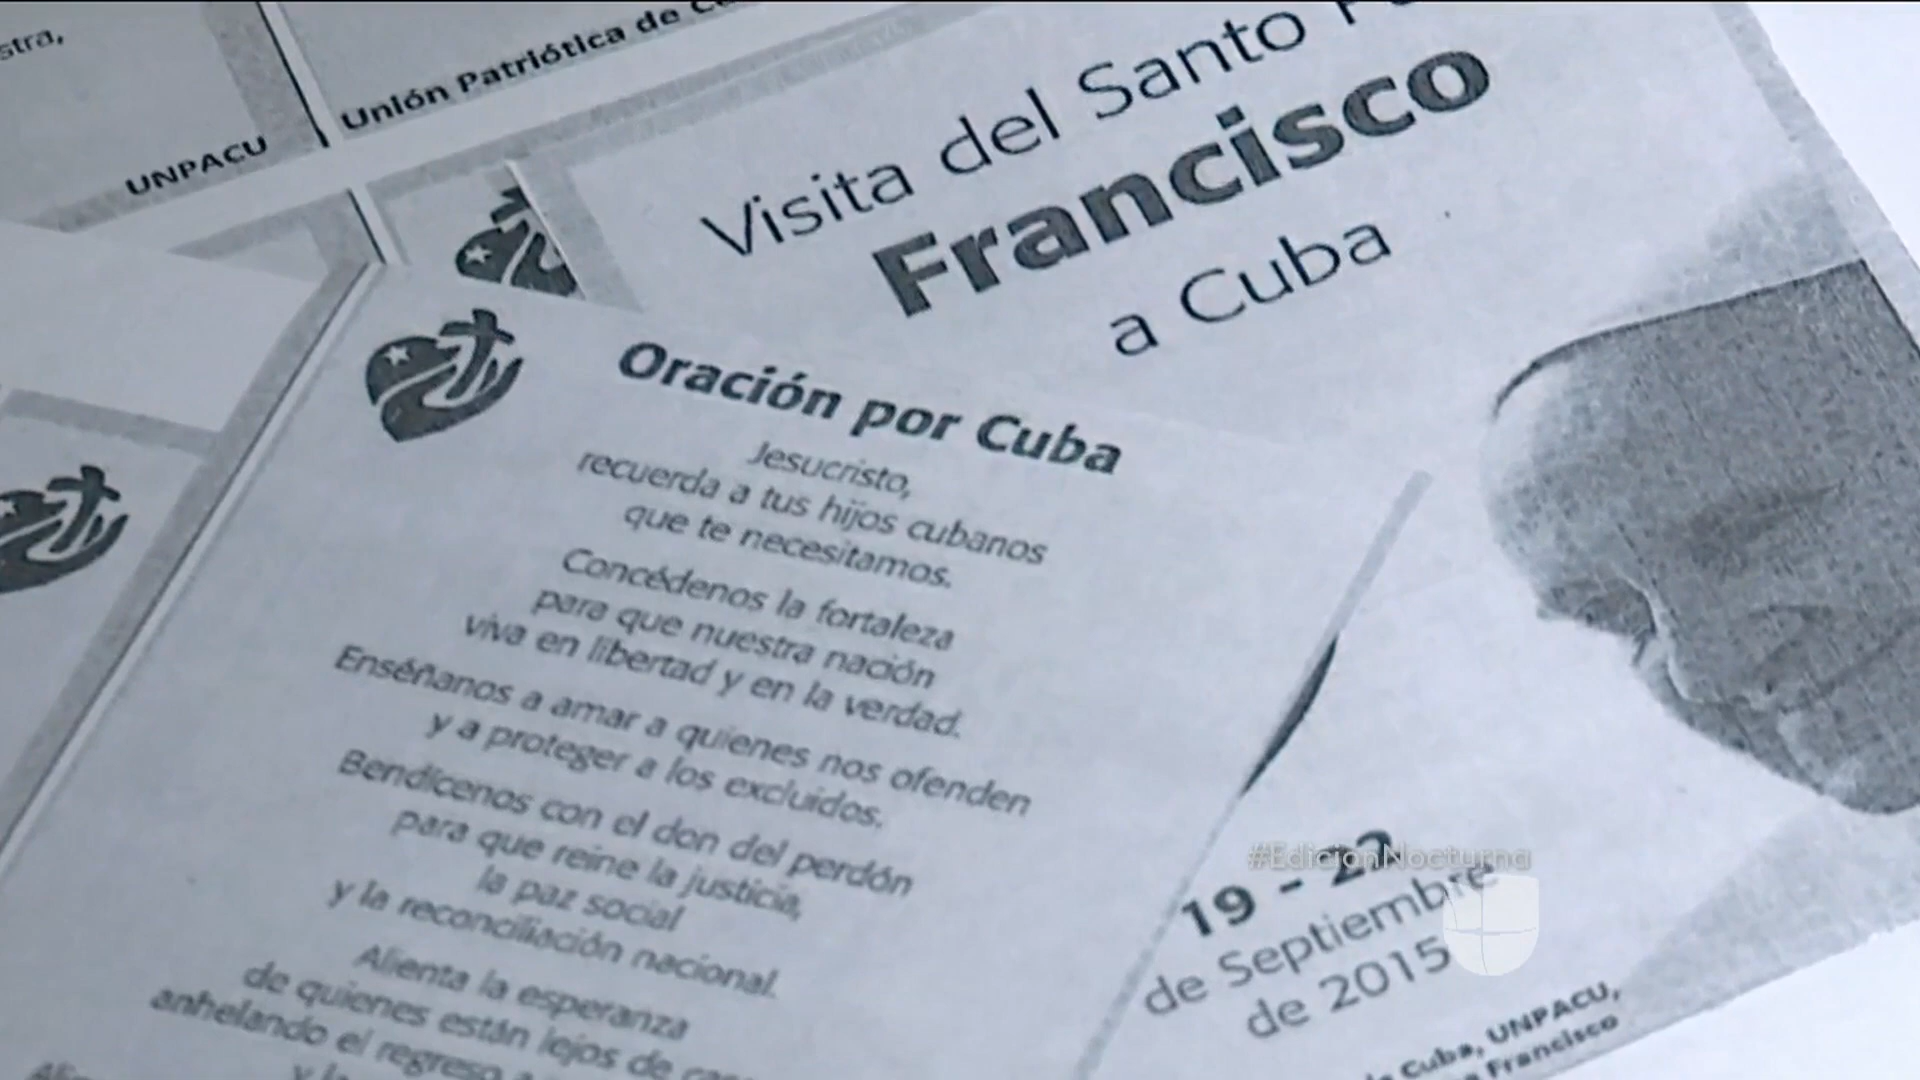 stra,
UNPACU
Unión Patriótica de
Visita del Santo
Francisco
a Cuba
Oración por Cuba
Jesucristo,
recuerda a tus hijos cubanos
que te necesitamos.
Concédenos la fortaleza
para que nuestra nación
viva en libertad y en la verdad.
Enséñanos a amar a quienes nos ofenden
y a proteger a los excluidos.
Bendícenos con el don del perdón
para que reine la justicia,
la paz social
y la reconciliación nacional.
Alienta la esperanza
de quienes están lejos de
anhelando el regreso
y la
#EdicionNocturna
19 - 22
de Septiembre
de 2015
Cuba, UNPACU,
Francisco